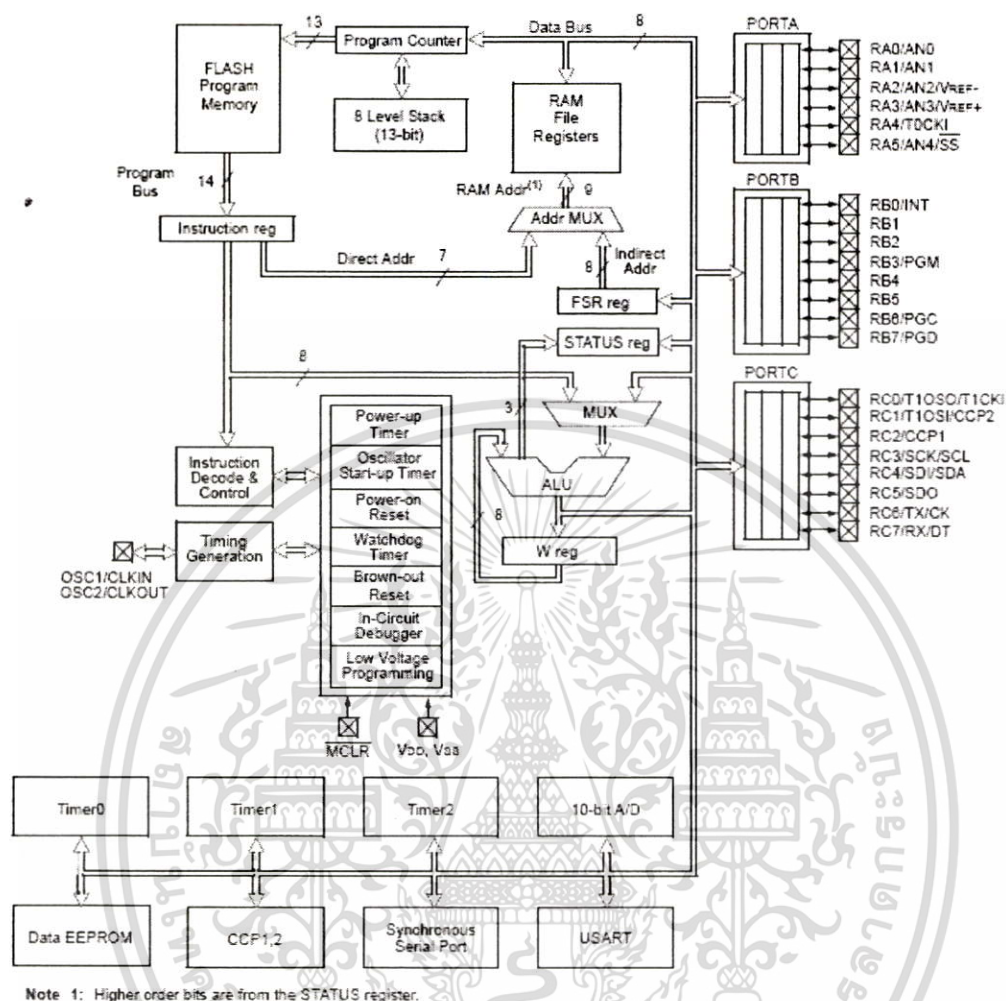 13
Program Counter
Data Bus
8
PORTA
FLASH
Program
Memory
8 Level Stack
(13-bit)
RAM
File
Registers
RA0/AN0
RA1/AN1
RA2/AN2/VREF-
RA3/AN3/VREF+
RA4/T0CKI
RA5/AN4/SS
Program
Bus
14
RAM Addr(1)
9
PORTB
Instruction reg
Addr MUX
Direct Addr
7
8
Indirect
Addr
FSR reg
STATUS reg
RB0/INT
RB1
RB2
RB3/PGM
RB4
RB5
RB6/PGC
RB7/PGD
8
3
MUX
PORTC
Power-up
Timer
Instruction
Decode &
Control
Oscillator
Start-up Timer
ALU
Power-on
Reset
8
RC0/T1OSO/T1CKI
RC1/T1OSI/CCP2
RC2/CCP1
RC3/SCK/SCL
RC4/SDI/SDA
RC5/SDO
RC6/TX/CK
RC7/RX/DT
Timing
Generation
Watchdog
Timer
W reg
OSC1/CLKIN
OSC2/CLKOUT
Brown-out
Reset
In-Circuit
Debugger
Low Voltage
Programming
MCLR
VDD, VSS
Timer0
Timer1
Timer2
10-bit A/D
Data EEPROM
CCP1,2
Synchronous
Serial Port
USART
Note 1: Higher order bits are from the STATUS register.